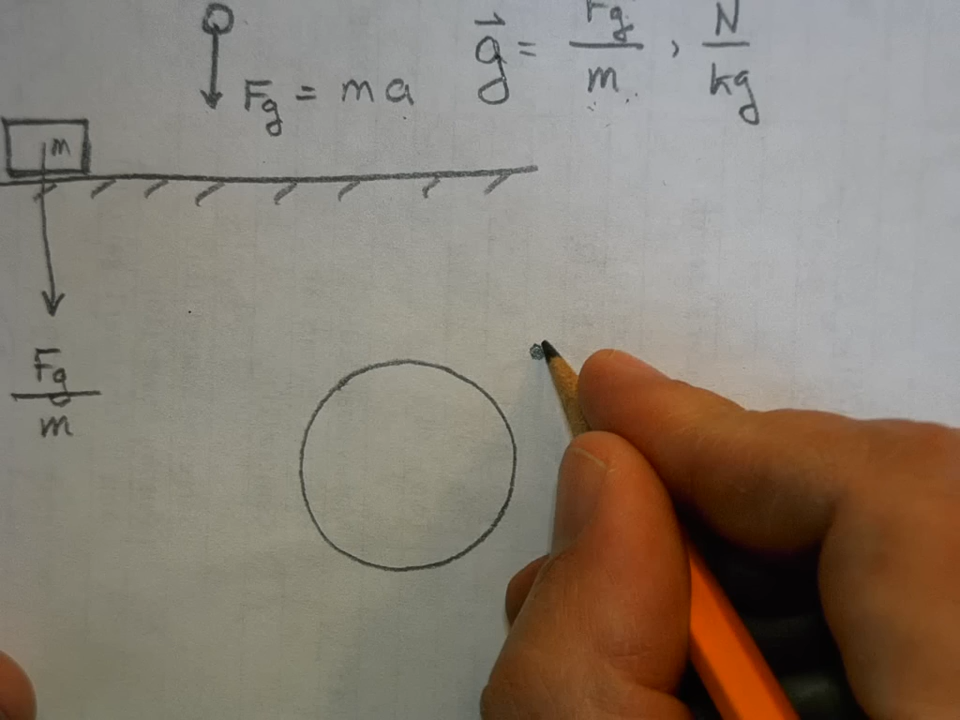 g⃗ = Fg/m , N/kg
Fg = ma
m
Fg/m